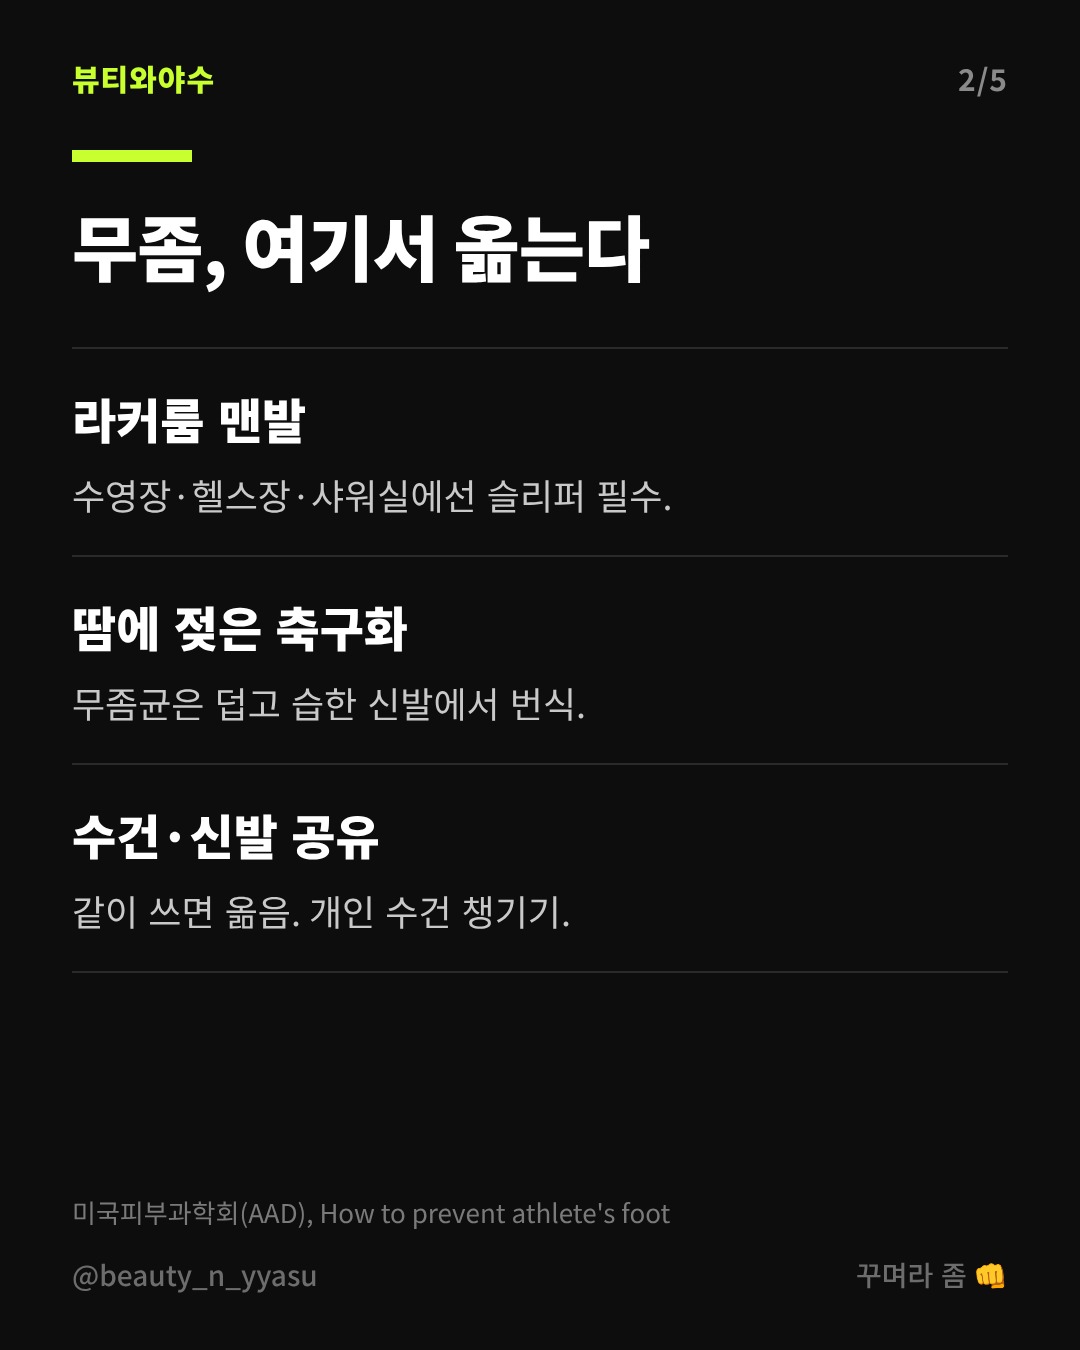 뷰티와야수
2/5
무좀, 여기서 옮는다
라커룸 맨발
수영장·헬스장·샤워실에선 슬리퍼 필수.
땀에 젖은 축구화
무좀균은 덥고 습한 신발에서 번식.
수건·신발 공유
같이 쓰면 옮음. 개인 수건 챙기기.
미국피부과학회(AAD), How to prevent athlete's foot
@beauty_n_yyasu
꾸며라 좀 👊